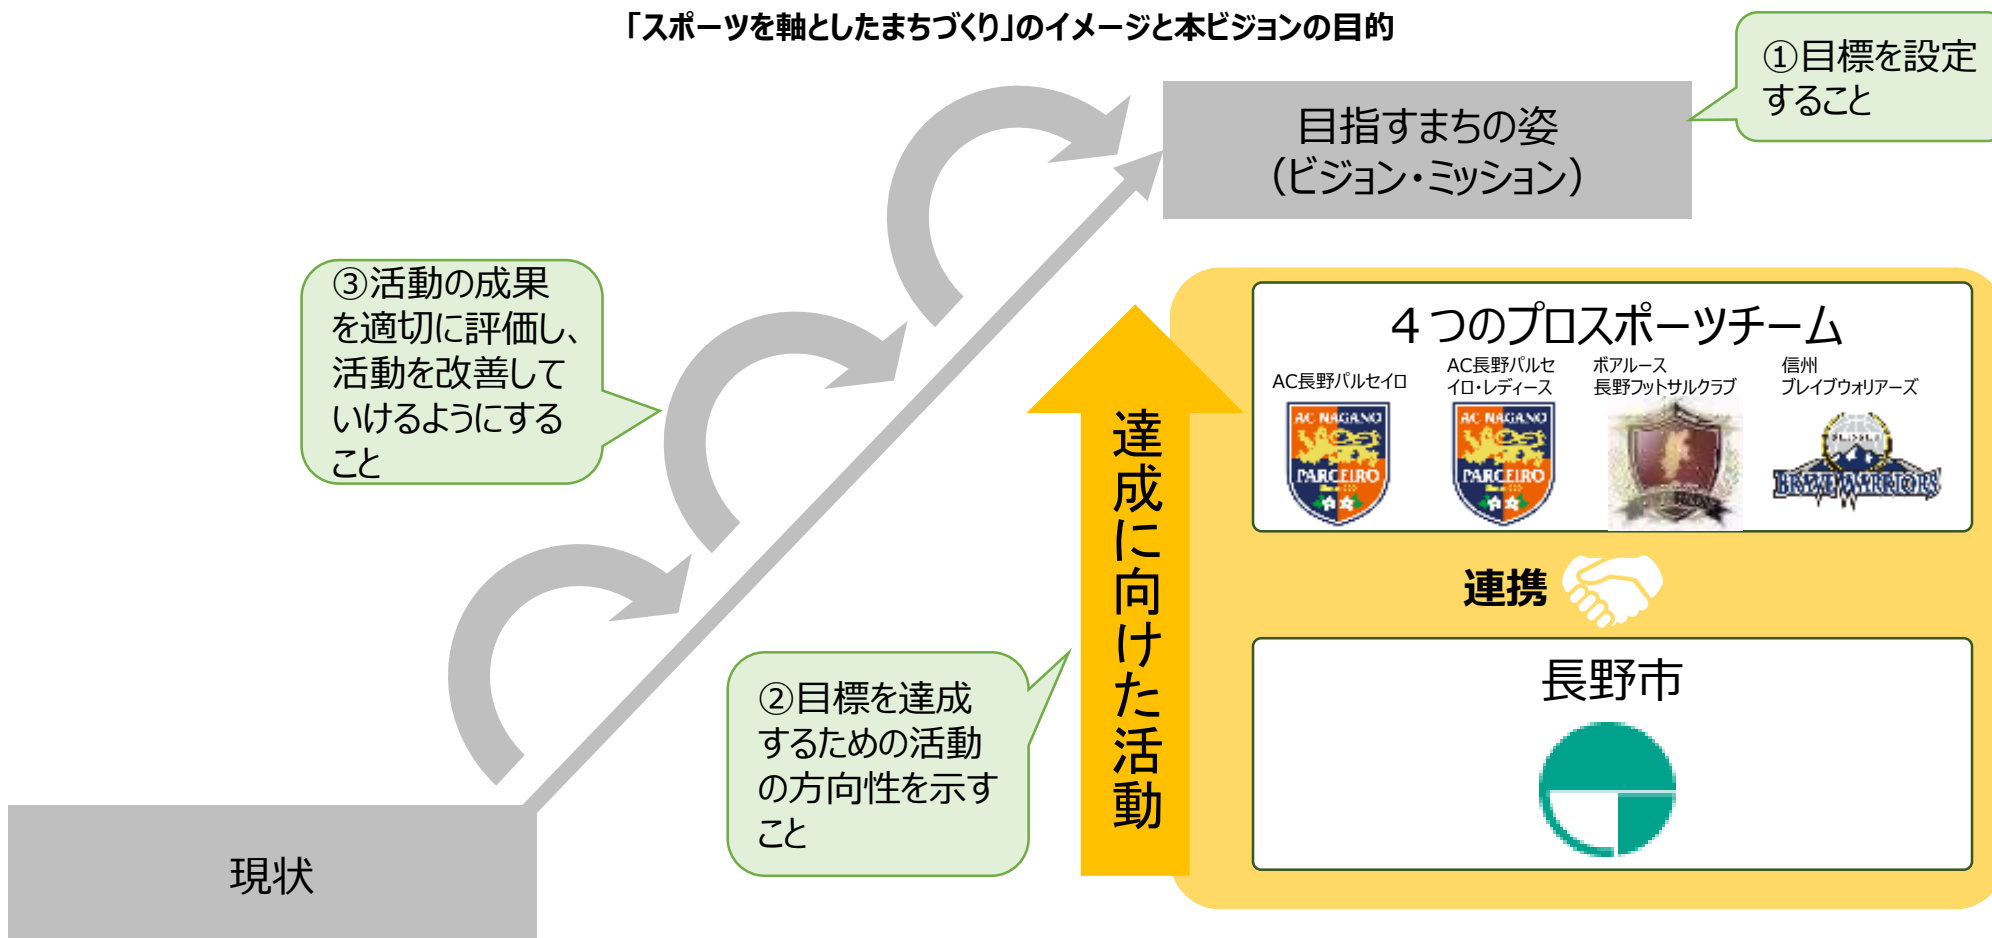 「スポーツを軸としたまちづくり」のイメージと本ビジョンの目的
①目標を設定
すること
目指すまちの姿
（ビジョン・ミッション）
③活動の成果
を適切に評価し、
活動を改善して
いけるようにする
こと
４つのプロスポーツチーム
AC長野パルセイロ
AC長野パルセ
イロ・レディース
ボアルース
長野フットサルクラブ
信州
ブレイブウォリアーズ
AC NAGANO
PARCEIRO
AC NAGANO
PARCEIRO
BRAVE WARRIORS
達成に向けた活動
連携
②目標を達成
するための活動
の方向性を示す
こと
長野市
現状